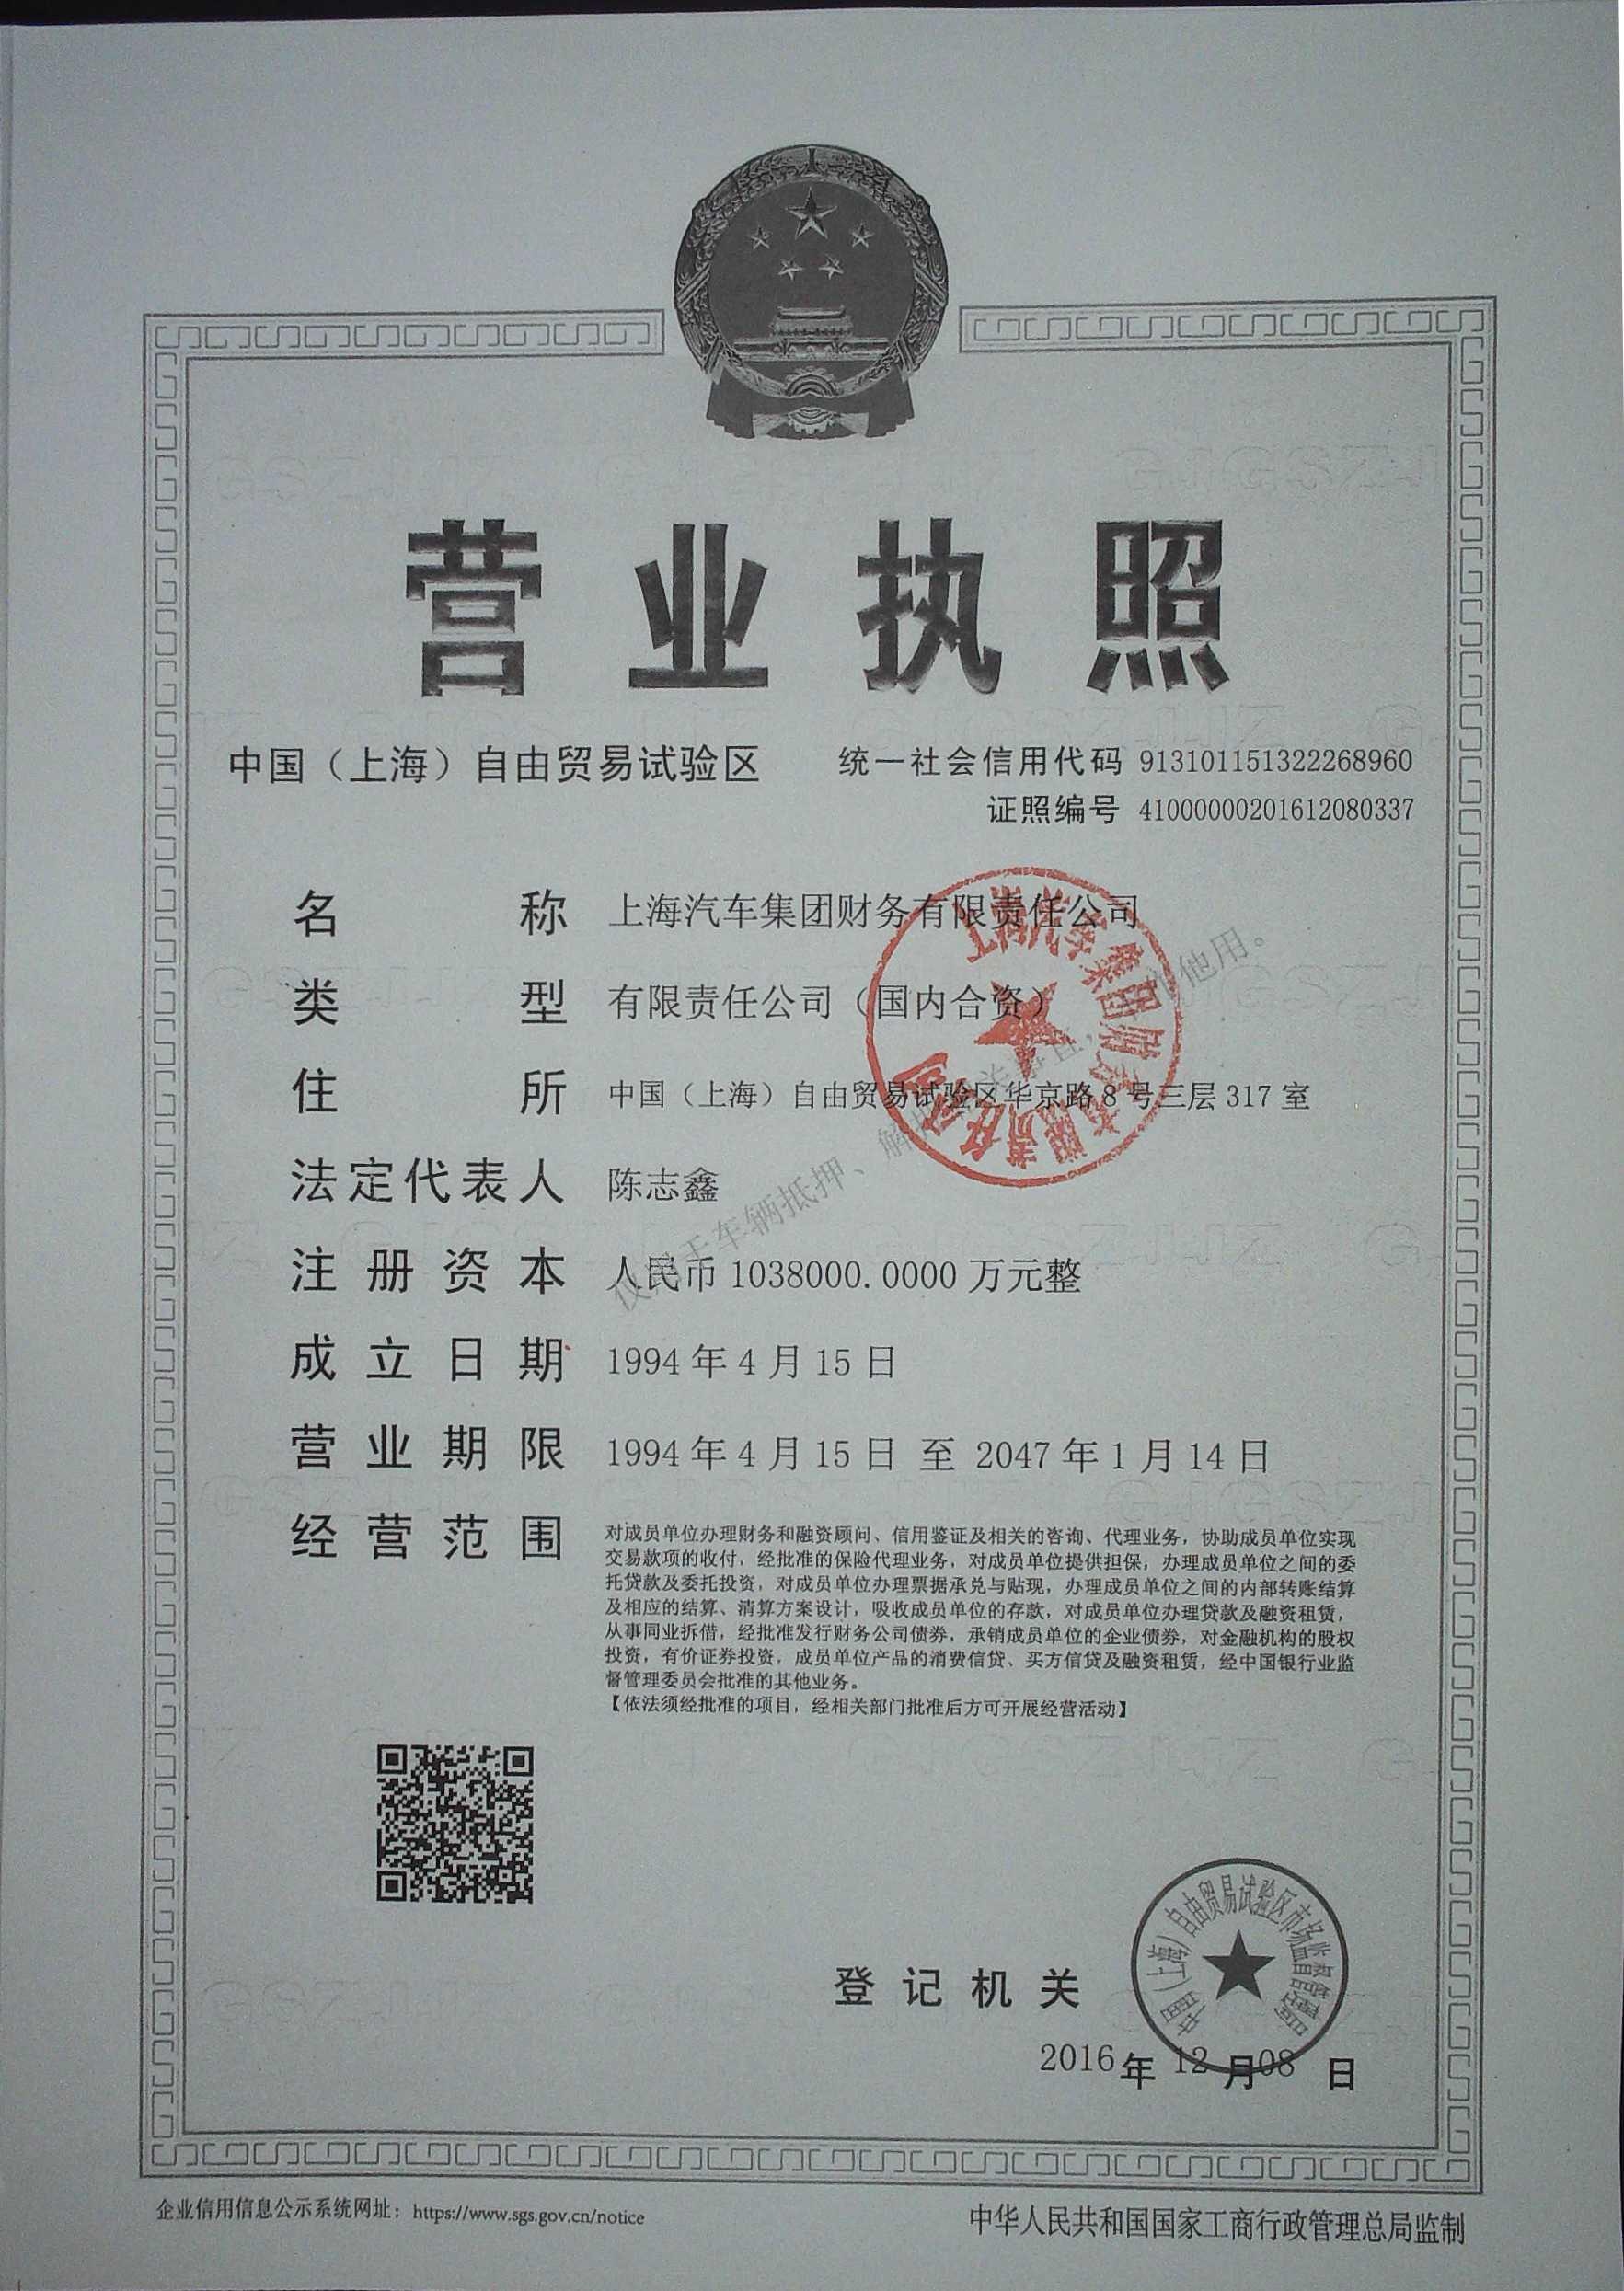 营业执照
中国（上海）自由贸易试验区
统一社会信用代码 913101151322268960
证照编号 41000000201612080337
名称 上海汽车集团财务有限责任公司
类型 有限责任公司（国内合资）
住所 中国（上海）自由贸易试验区华京路8号三层317室
法定代表人 陈志鑫
注册资本 人民币1038000.0000万元整
成立日期 1994年4月15日
营业期限 1994年4月15日 至 2047年1月14日
经营范围 对成员单位办理财务和融资顾问、信用鉴证及相关的咨询、代理业务，协助成员单位实现
交易款项的收付，经批准的保险代理业务，对成员单位提供担保，办理成员单位之间的委
托贷款及委托投资，对成员单位办理票据承兑与贴现，办理成员单位之间的内部转账结算
及相应的结算、清算方案设计，吸收成员单位的存款，对成员单位办理贷款及融资租赁，
从事同业拆借，经批准发行财务公司债券，承销成员单位的企业债券，对金融机构的股权
投资，有价证券投资，成员单位产品的消费信贷、买方信贷及融资租赁，经中国银行业监
督管理委员会批准的其他业务。
【依法须经批准的项目，经相关部门批准后方可开展经营活动】
上海汽车集团财务有限责任公司
仅用于车辆抵押、解
他用。
登记机关
中国（上海）自由贸易试验区市场监督管理局
2016年12月08日
企业信用信息公示系统网址：https://www.sgs.gov.cn/notice
中华人民共和国国家工商行政管理总局监制